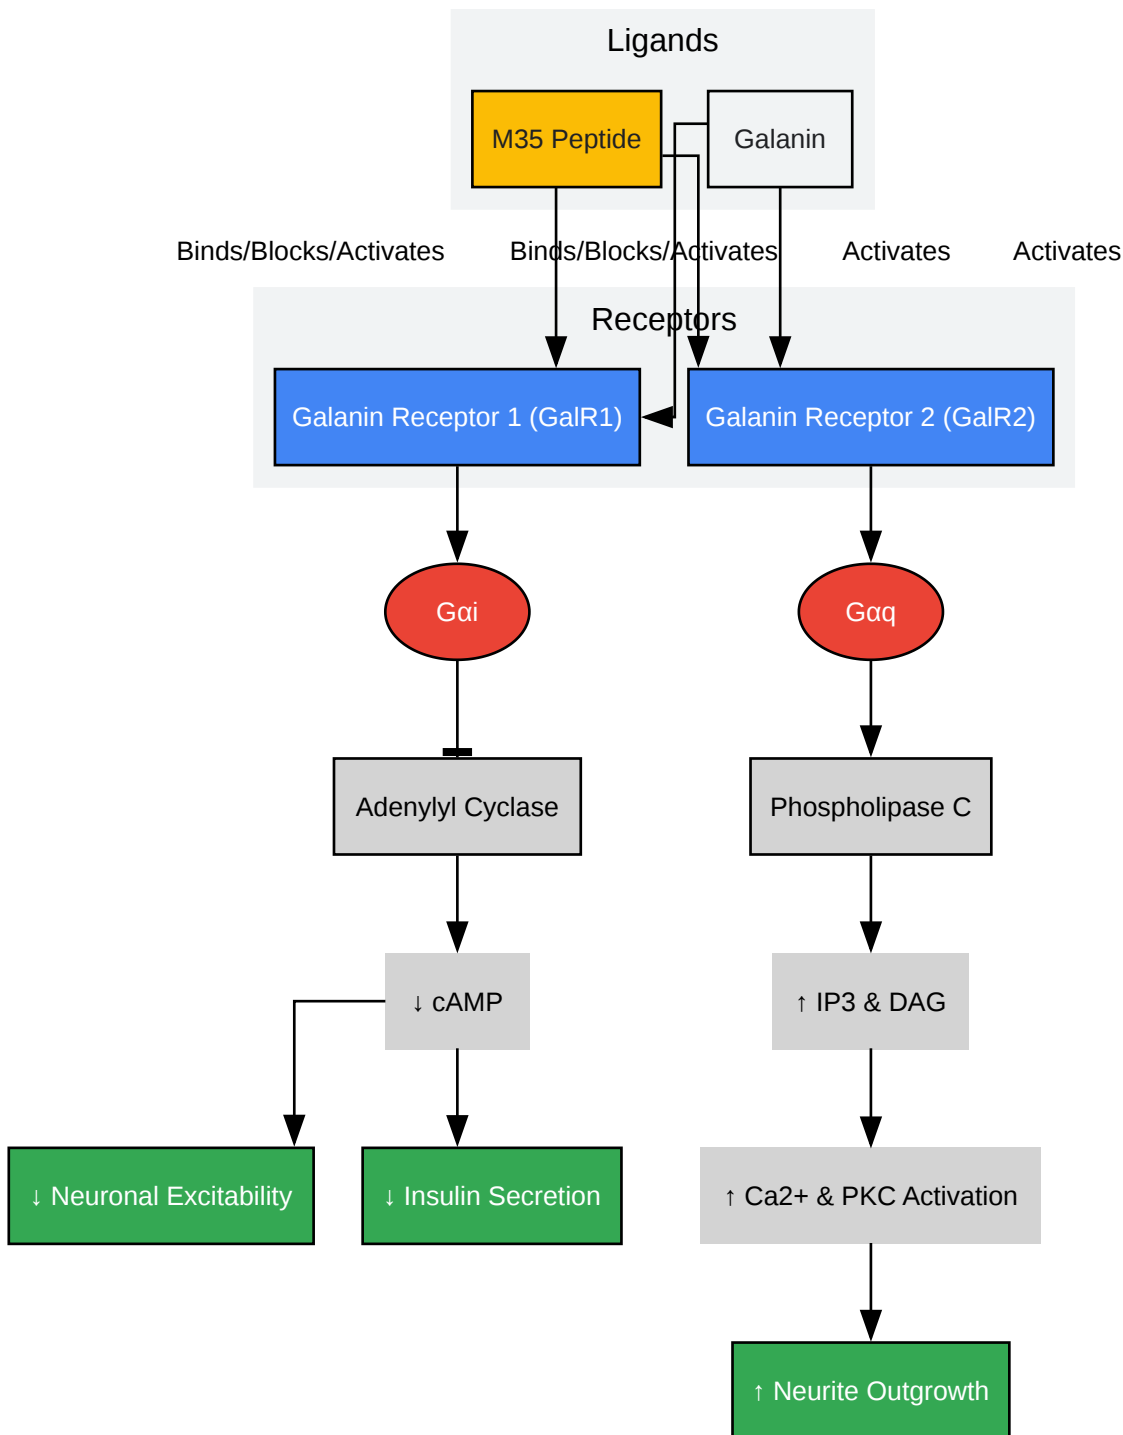 Ligands
M35 Peptide
Galanin
Binds/Blocks/Activates
Binds/Blocks/Activates
Activates
Activates
Receptors
Galanin Receptor 1 (GalR1)
Galanin Receptor 2 (GalR2)
Gαi
Gαq
Adenylyl Cyclase
Phospholipase C
↓ cAMP
↑ IP3 & DAG
↓ Neuronal Excitability
↓ Insulin Secretion
↑ Ca2+ & PKC Activation
↑ Neurite Outgrowth